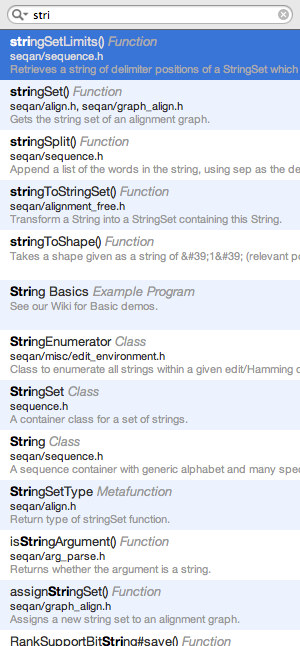 stri
stringSetLimits() Function
seqan/sequence.h
Retrieves a string of delimiter positions of a StringSet which
stringSet() Function
seqan/align.h, seqan/graph_align.h
Gets the string set of an alignment graph.
stringSplit() Function
seqan/sequence.h
Append a list of the words in the string, using sep as the de
stringToStringSet() Function
seqan/alignment_free.h
Transform a String into a StringSet containing this String.
stringToShape() Function
Takes a shape given as a string of &#39;1&#39; (relevant po
String Basics Example Program
See our Wiki for Basic demos.
StringEnumerator Class
seqan/misc/edit_environment.h
Class to enumerate all strings within a given edit/Hamming d
StringSet Class
sequence.h
A container class for a set of strings.
String Class
seqan/sequence.h
A sequence container with generic alphabet and many spec
StringSetType Metafunction
seqan/align.h
Return type of stringSet function.
isStringArgument() Function
seqan/arg_parse.h
Returns whether the argument is a string.
assignStringSet() Function
seqan/graph_align.h
Assigns a new string set to an alignment graph.
RankSupportBitString#save() Function